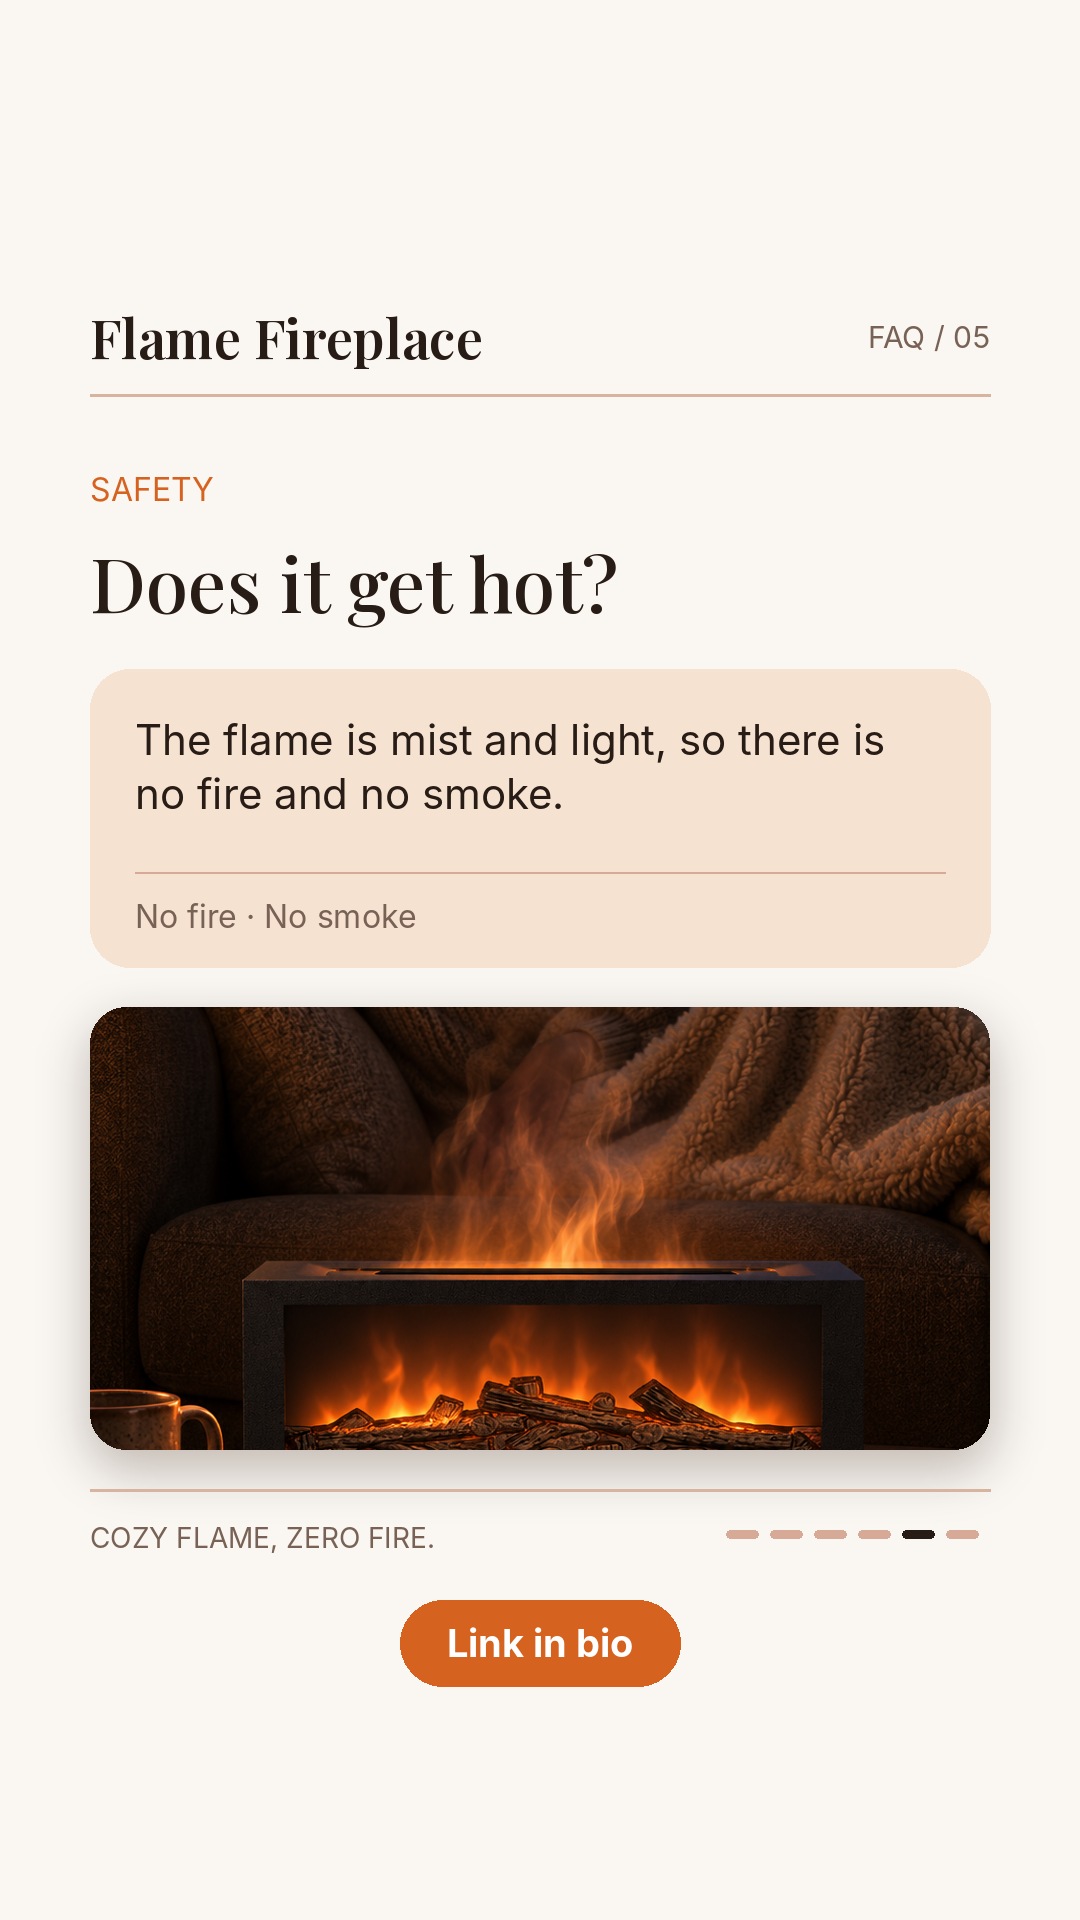 Flame Fireplace
FAQ / 05
SAFETY
Does it get hot?
The flame is mist and light, so there is
no fire and no smoke.
No fire · No smoke
COZY FLAME, ZERO FIRE.
Link in bio